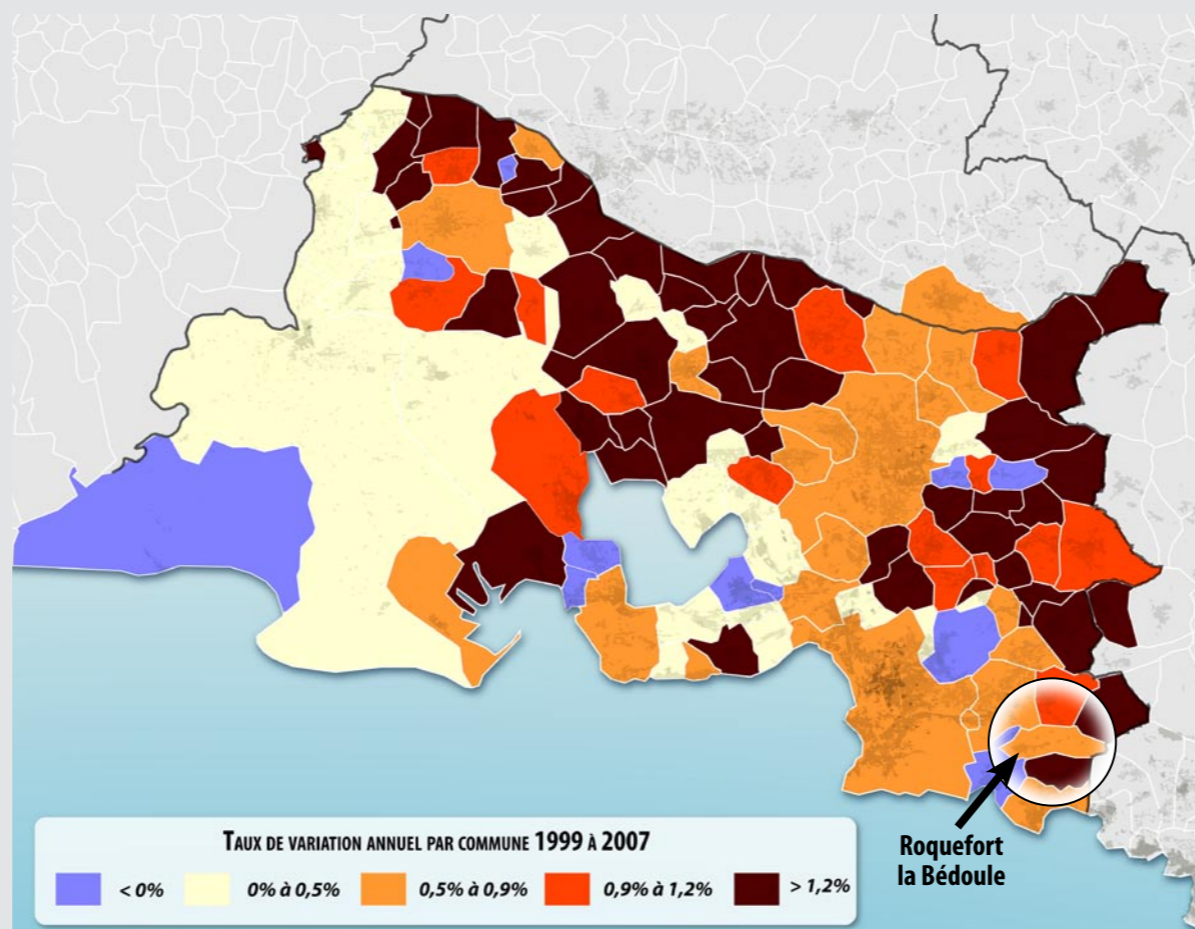 Roquefort
la Bédoule
TAUX DE VARIATION ANNUEL PAR COMMUNE 1999 À 2007
< 0%
0% à 0,5%
0,5% à 0,9%
0,9% à 1,2%
> 1,2%